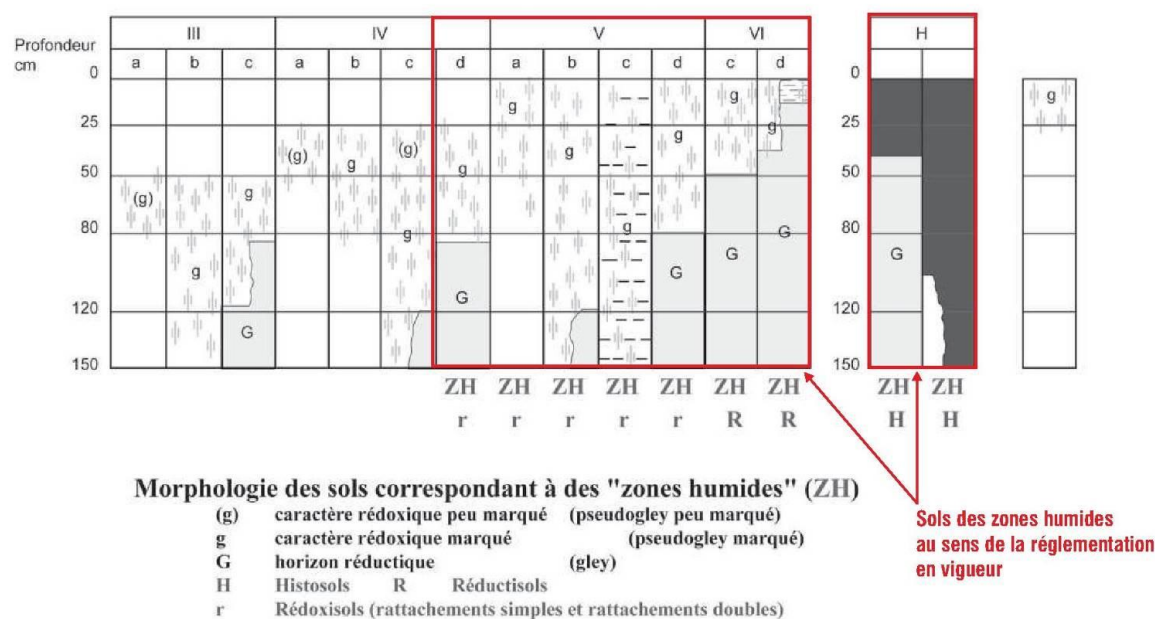 III IV V VI H
Profondeur
cm
a b c a b c d a b c d c d
0 0
g g g g
25 25
(g) g (g) g g g g
50 50
(g) g g g
80 80
g G G G G
120 120
G
150 150
ZH ZH ZH ZH ZH ZH ZH ZH ZH
r r r r r R R H H
Morphologie des sols correspondant à des "zones humides" (ZH)
(g) caractère rédoxique peu marqué (pseudogley peu marqué)
g caractère rédoxique marqué (pseudogley marqué)
G horizon réductique (gley)
H Histosols R Réductisols
r Rédoxisols (rattachements simples et rattachements doubles)
Sols des zones humides
au sens de la réglementation
en vigueur